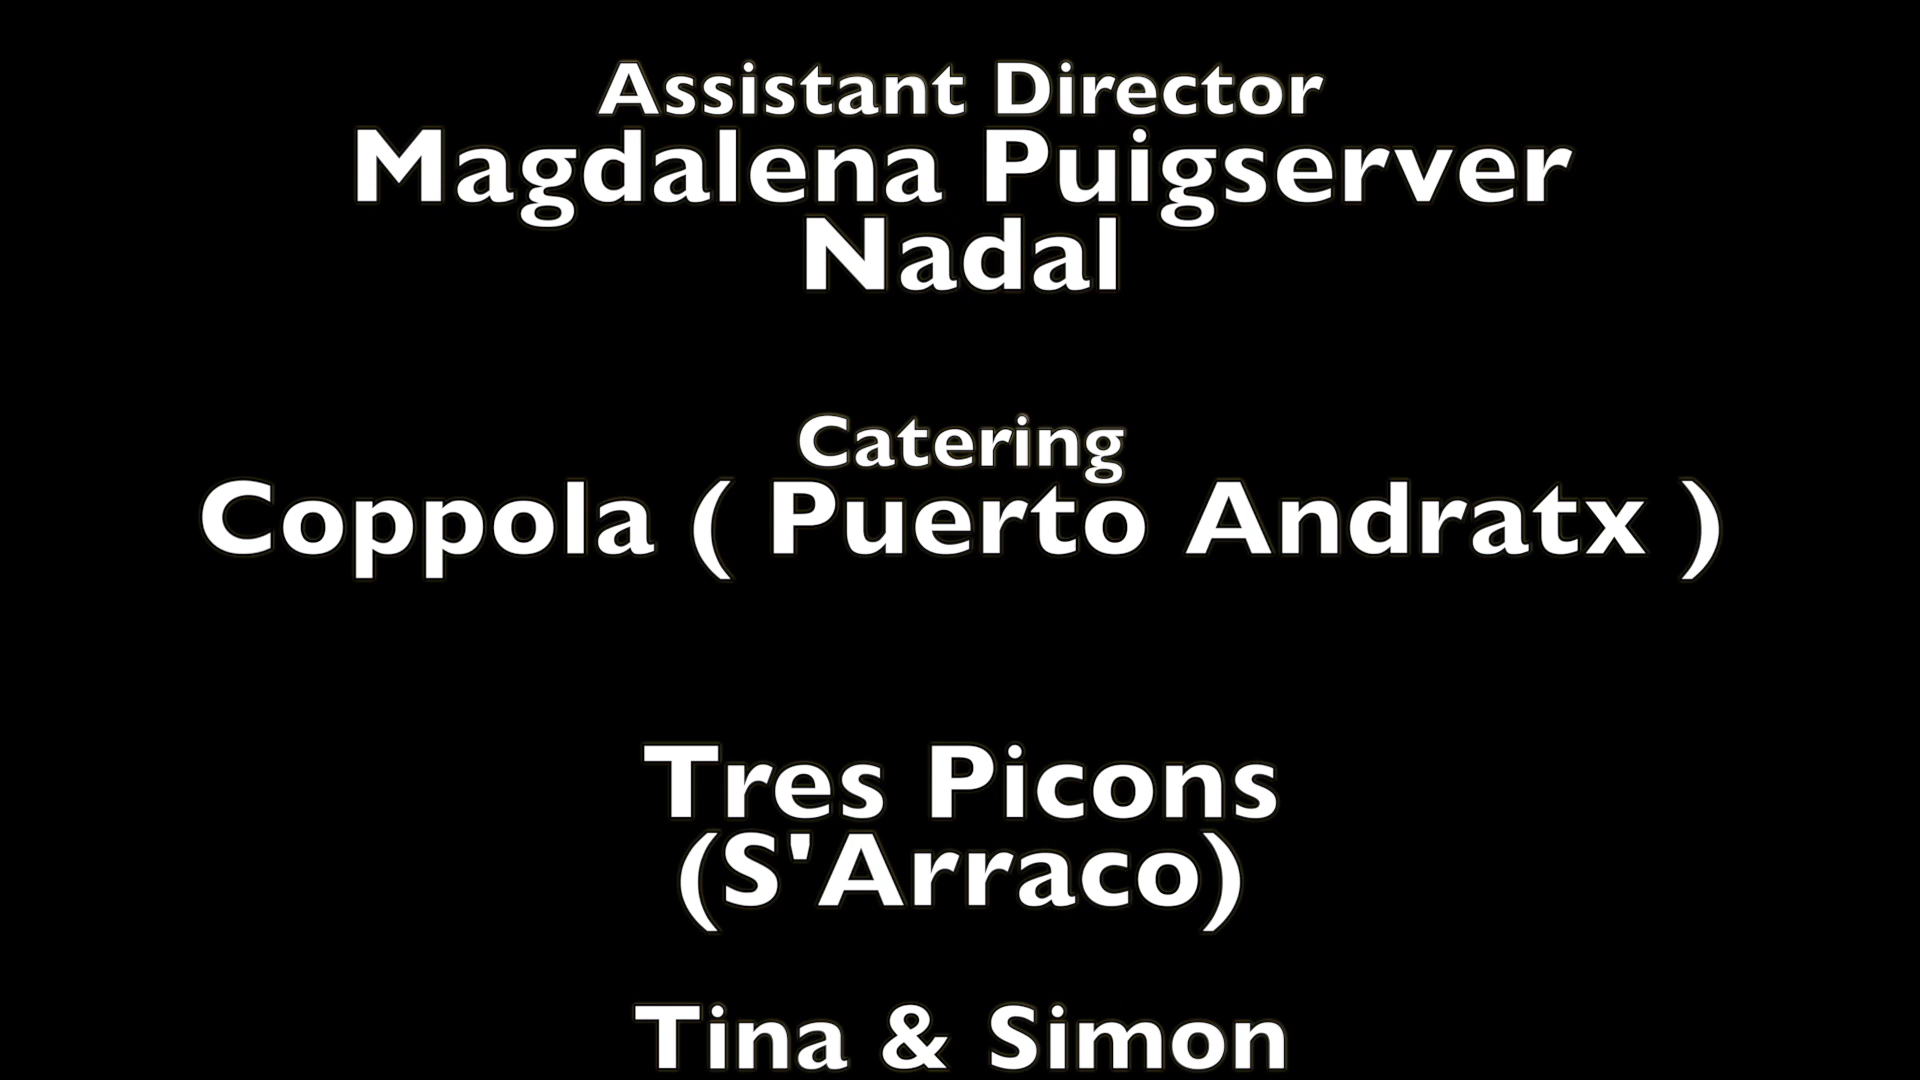 Assistant Director
Magdalena Puigserver
Nadal
Catering
Coppola ( Puerto Andratx )
Tres Picons
(S'Arraco)
Tina & Simon